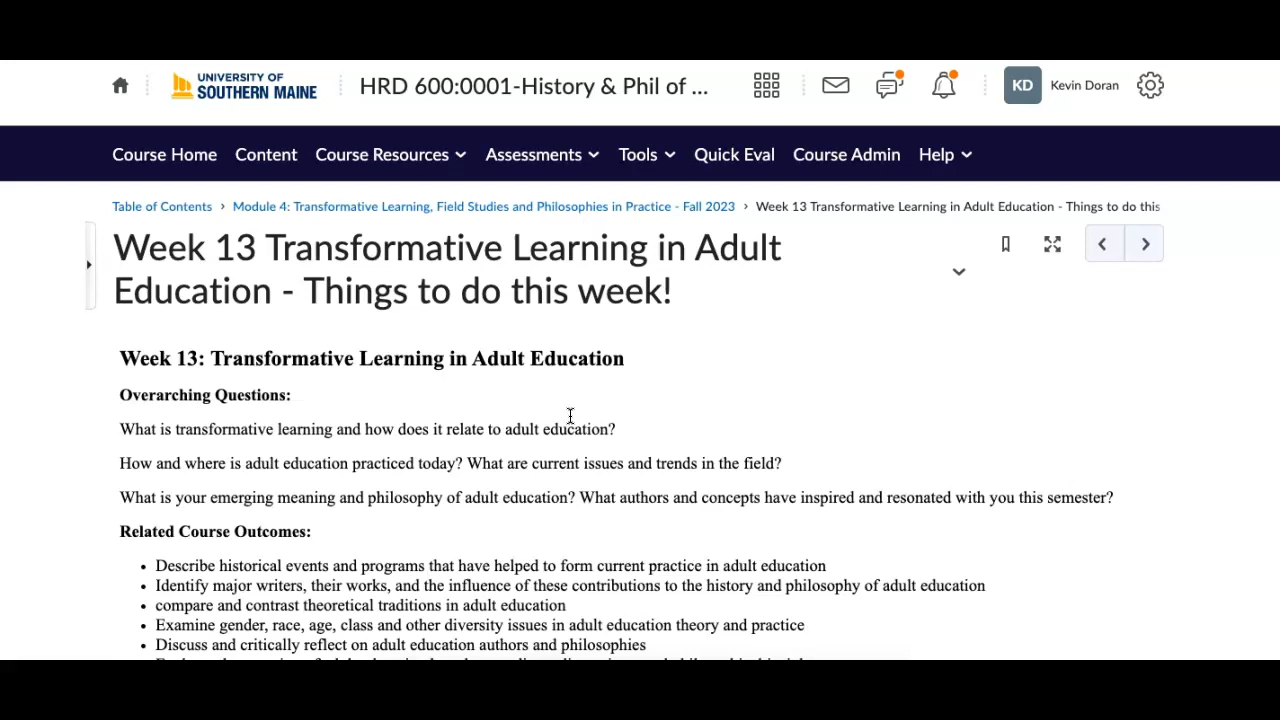 UNIVERSITY OF
SOUTHERN MAINE
HRD 600:0001-History & Phil of ...
KD
Kevin Doran
Course Home Content Course Resources Assessments Tools Quick Eval Course Admin Help
Table of Contents › Module 4: Transformative Learning, Field Studies and Philosophies in Practice - Fall 2023 › Week 13 Transformative Learning in Adult Education - Things to do this
Week 13 Transformative Learning in Adult
Education - Things to do this week!
Week 13: Transformative Learning in Adult Education
Overarching Questions:
What is transformative learning and how does it relate to adult education?
How and where is adult education practiced today? What are current issues and trends in the field?
What is your emerging meaning and philosophy of adult education? What authors and concepts have inspired and resonated with you this semester?
Related Course Outcomes:
• Describe historical events and programs that have helped to form current practice in adult education
• Identify major writers, their works, and the influence of these contributions to the history and philosophy of adult education
• compare and contrast theoretical traditions in adult education
• Examine gender, race, age, class and other diversity issues in adult education theory and practice
• Discuss and critically reflect on adult education authors and philosophies